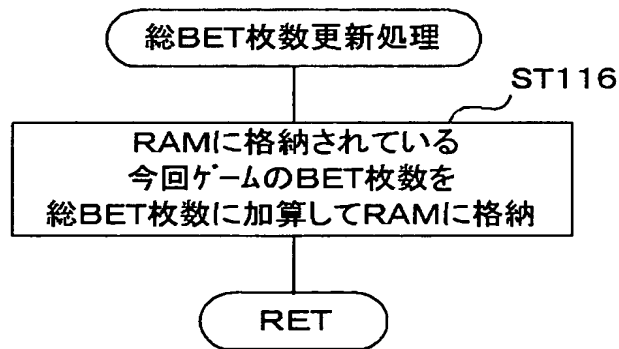 総BET枚数更新処理
ST116
RAMに格納されている
今回ゲームのBET枚数を
総BET枚数に加算してRAMに格納
RET